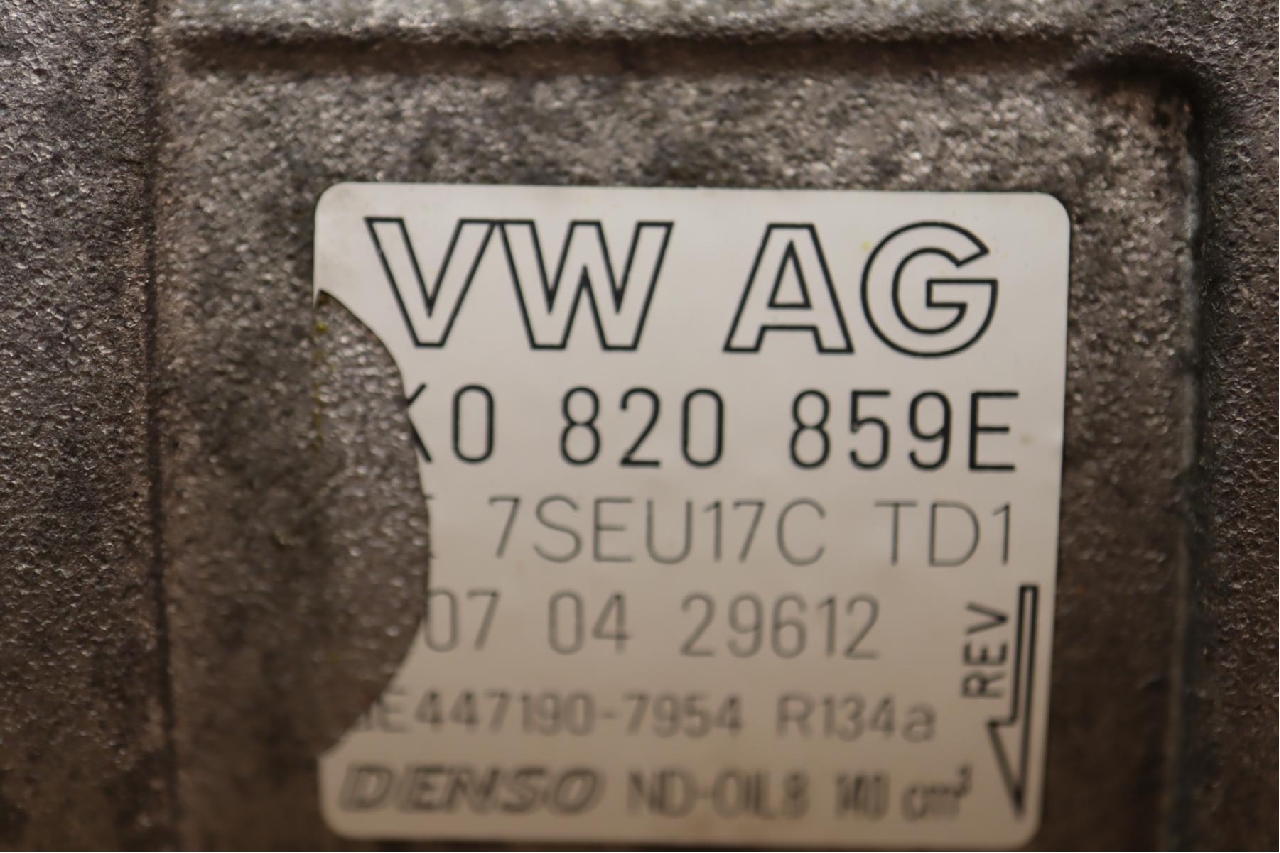 VW AG
K0 820 859E
7SEU17C TD1
07 04 29612
E447190-7954 R134a
DENSO ND-OIL8 140 cm³
REV